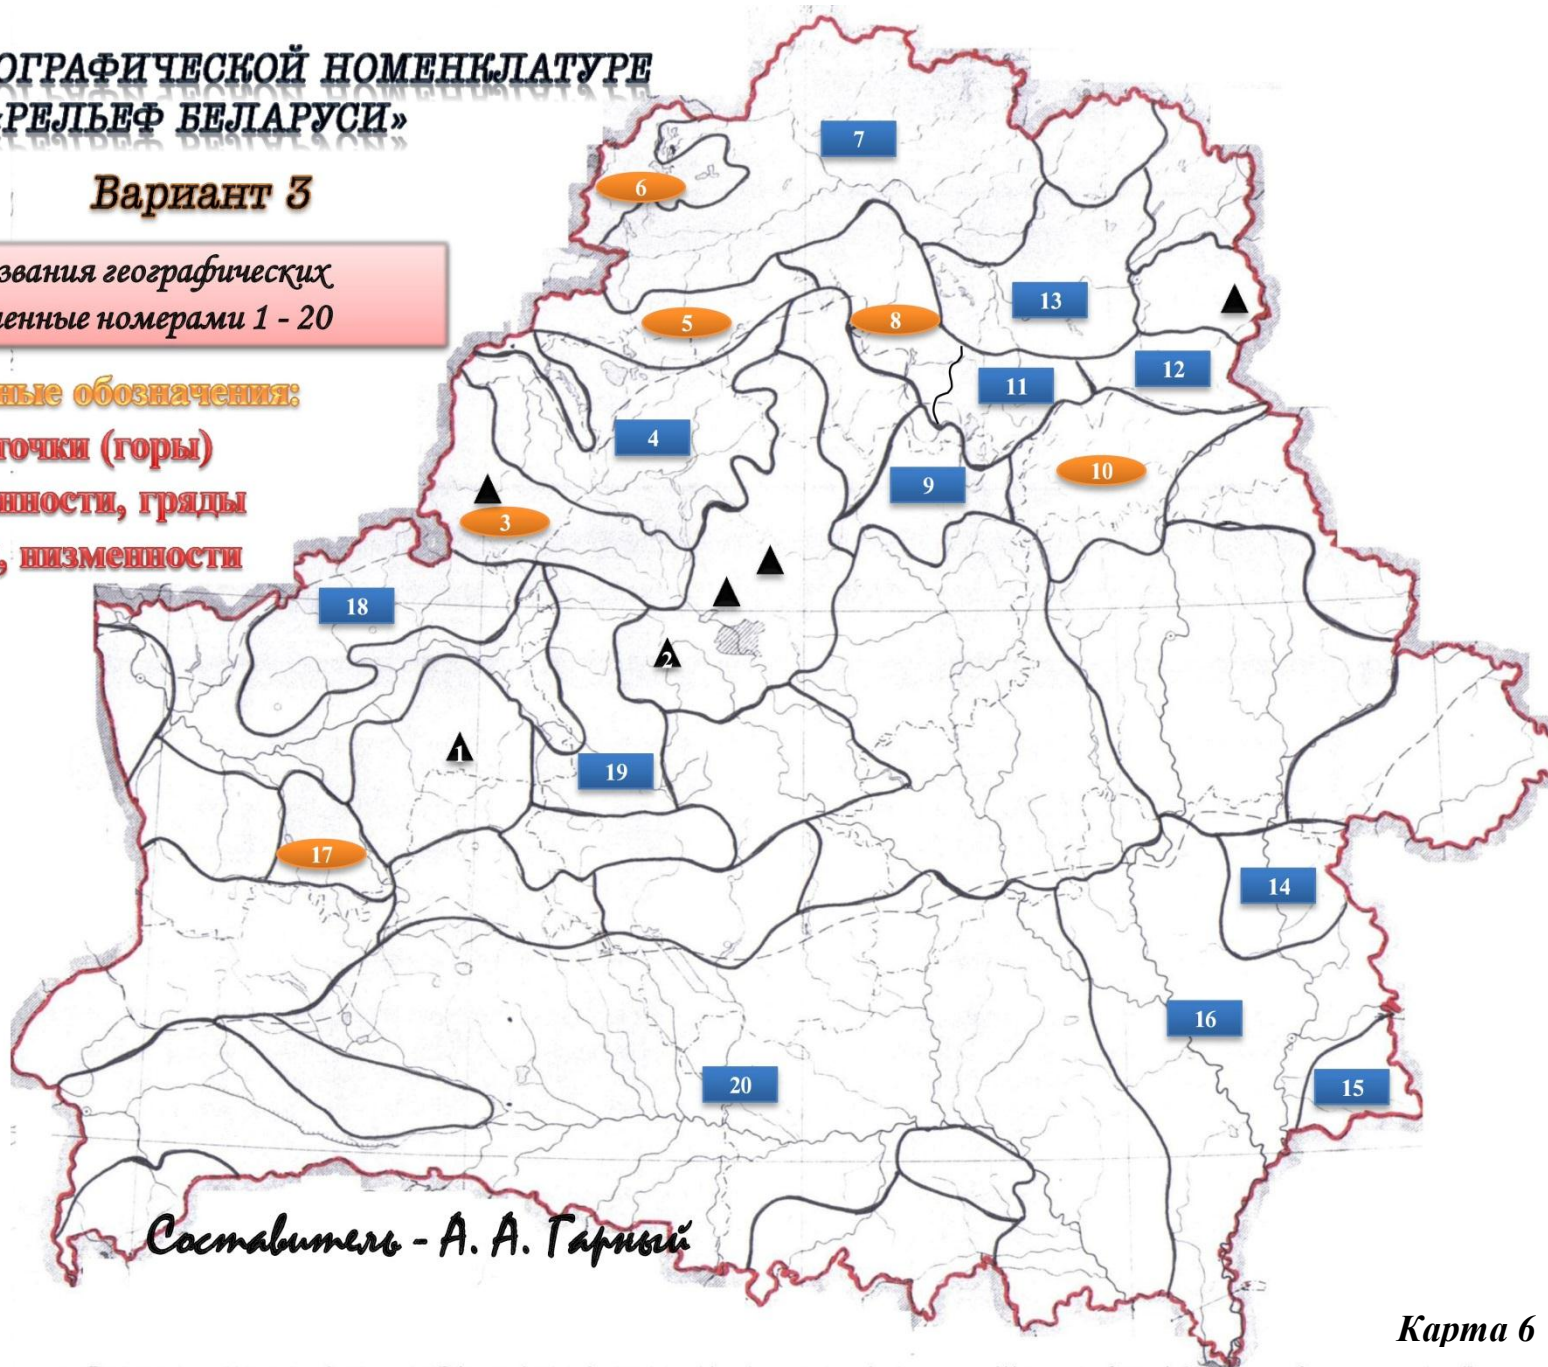 ОГРАФИЧЕСКОЙ НОМЕНКЛАТУРЕ
«РЕЛЬЕФ БЕЛАРУСИ»
Вариант 3
звания географических
ченные номерами 1 - 20
ные обозначения:
точки (горы)
нности, гряды
, низменности
7
6
13
5
8
12
11
4
9
10
3
18
2
1
19
17
14
16
20
15
Составитель - А. А. Гарный
Карта 6